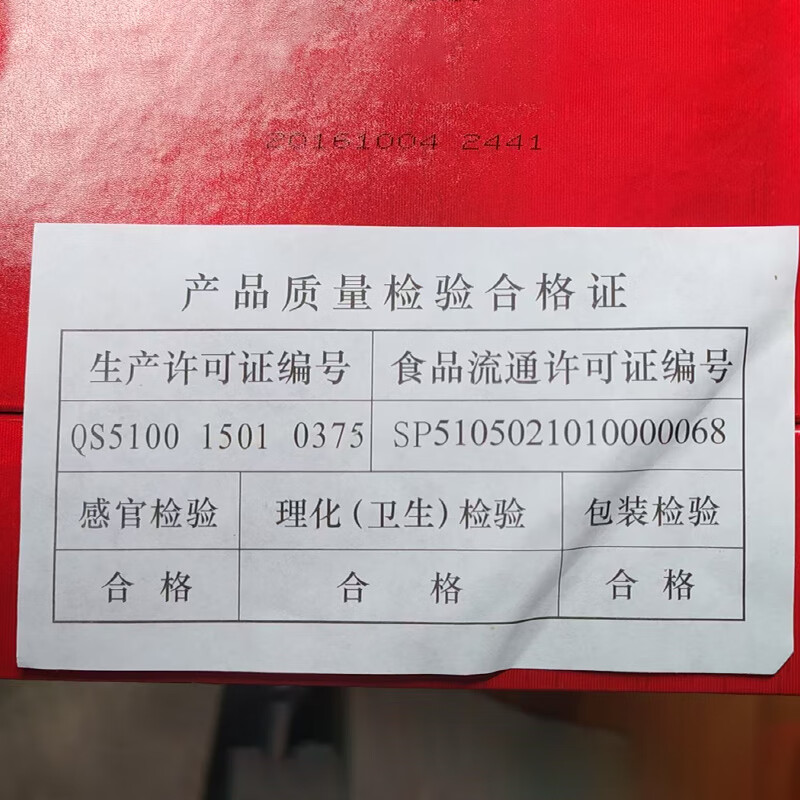 20161004 2441
产品质量检验合格证
生产许可证编号 食品流通许可证编号
QS5100 1501 0375 SP5105021010000068
感官检验 理化(卫生)检验 包装检验
合格 合格 合格